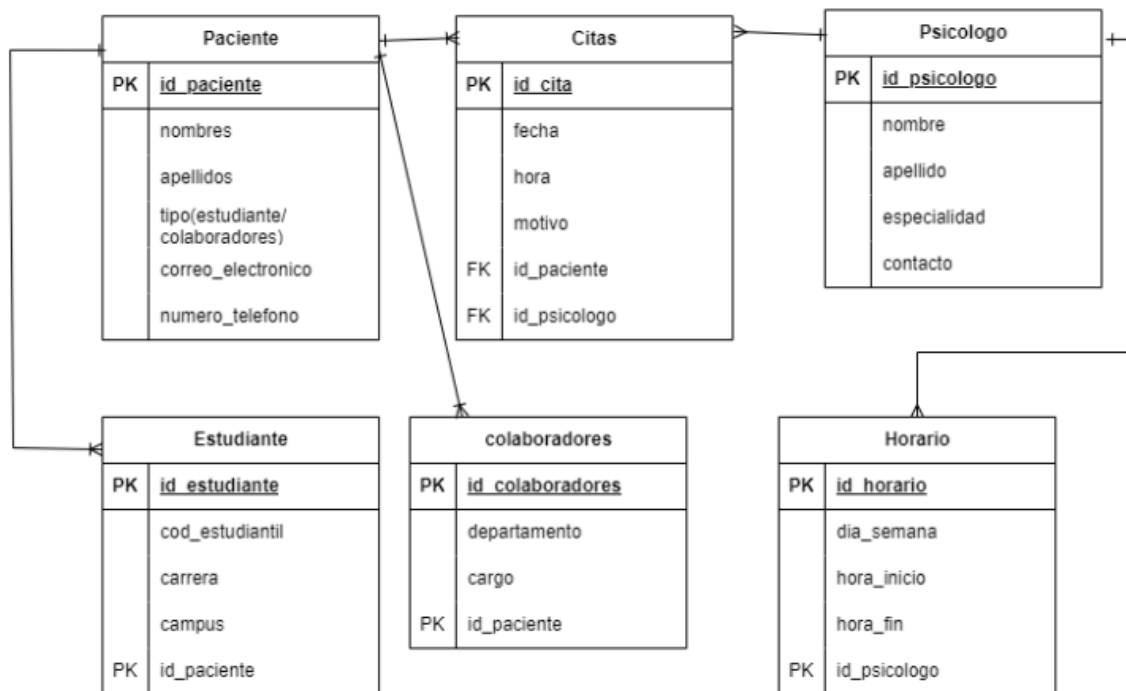 Paciente
PK id_paciente
nombres
apellidos
tipo(estudiante/
colaboradores)
correo_electronico
numero_telefono
Citas
PK id_cita
fecha
hora
motivo
FK id_paciente
FK id_psicologo
Psicologo
PK id_psicologo
nombre
apellido
especialidad
contacto
Estudiante
PK id_estudiante
cod_estudiantil
carrera
campus
PK id_paciente
colaboradores
PK id_colaboradores
departamento
cargo
PK id_paciente
Horario
PK id_horario
dia_semana
hora_inicio
hora_fin
PK id_psicologo